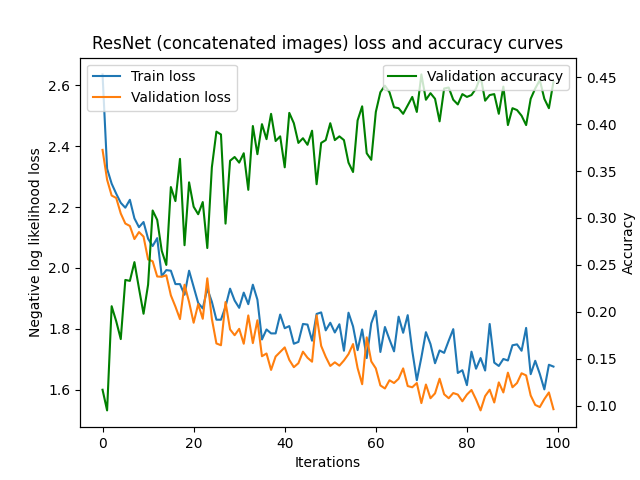 ResNet (concatenated images) loss and accuracy curves
Train loss
Validation loss
Validation accuracy
Negative log likelihood loss
2.6
2.4
2.2
2.0
1.8
1.6
0.45
0.40
0.35
0.30
0.25
0.20
0.15
0.10
Accuracy
0 20 40 60 80 100
Iterations